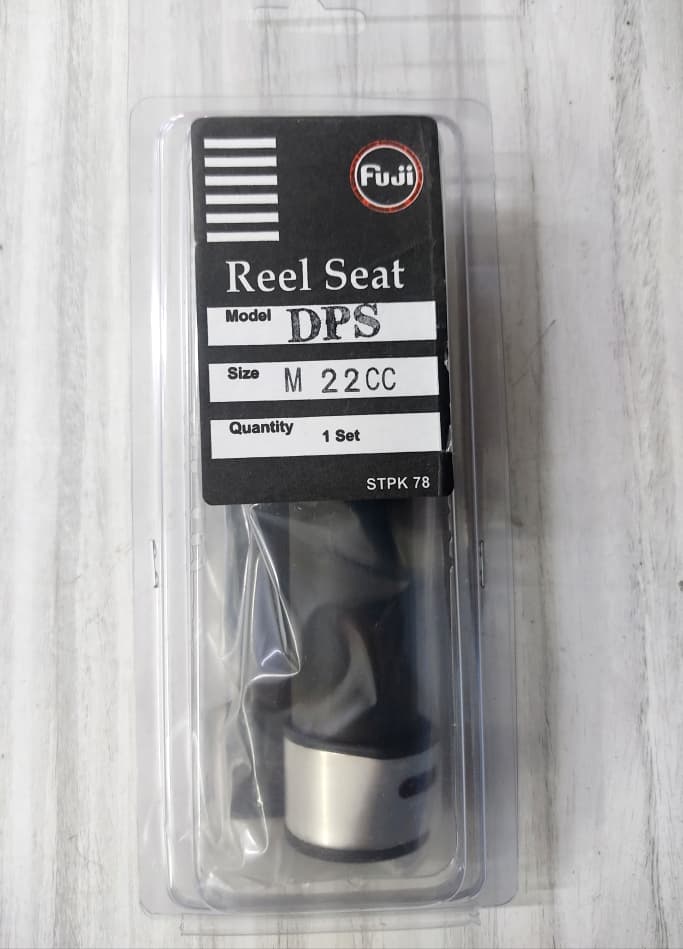 Fuji
Reel Seat
Model DPS
Size M 22CC
Quantity 1 Set
STPK 78